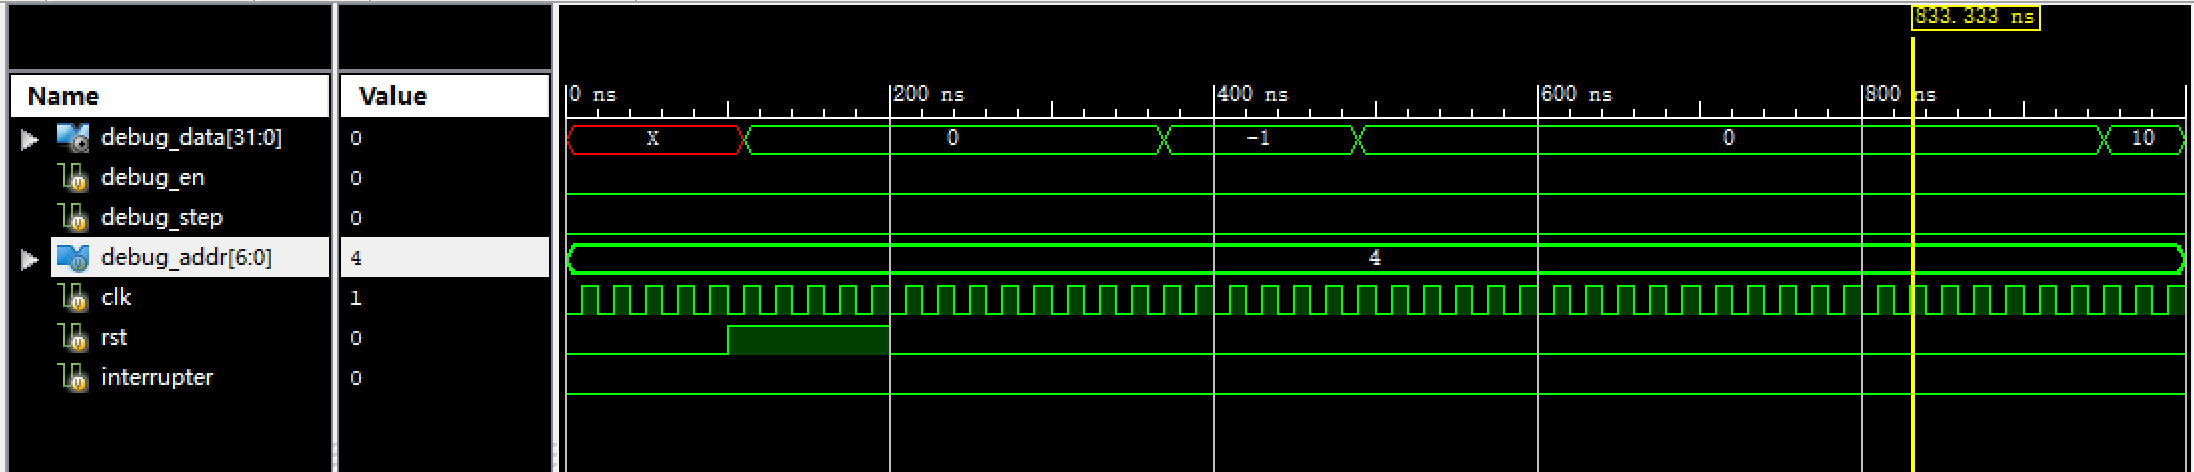 833.333 ns
Name Value 0 ns 200 ns 400 ns 600 ns 800 ns
debug_data[31:0] 0 X 0 -1 0 10
debug_en 0
debug_step 0
debug_addr[6:0] 4 4
clk 1
rst 0
interrupter 0